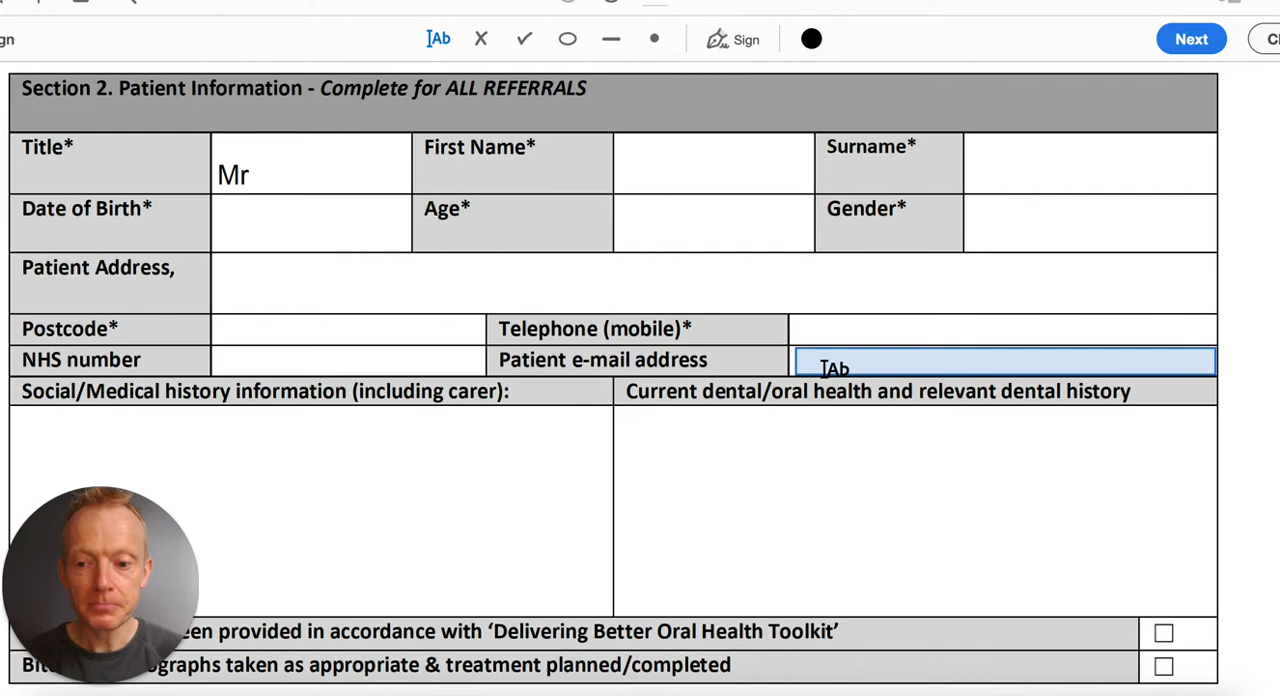 gn
Ab
Sign
Next
Section 2. Patient Information - Complete for ALL REFERRALS
Title* Mr First Name* Surname*
Date of Birth* Age* Gender*
Patient Address,
Postcode* Telephone (mobile)*
NHS number Patient e-mail address Ab
Social/Medical history information (including carer): Current dental/oral health and relevant dental history
een provided in accordance with ‘Delivering Better Oral Health Toolkit’
ographs taken as appropriate & treatment planned/completed